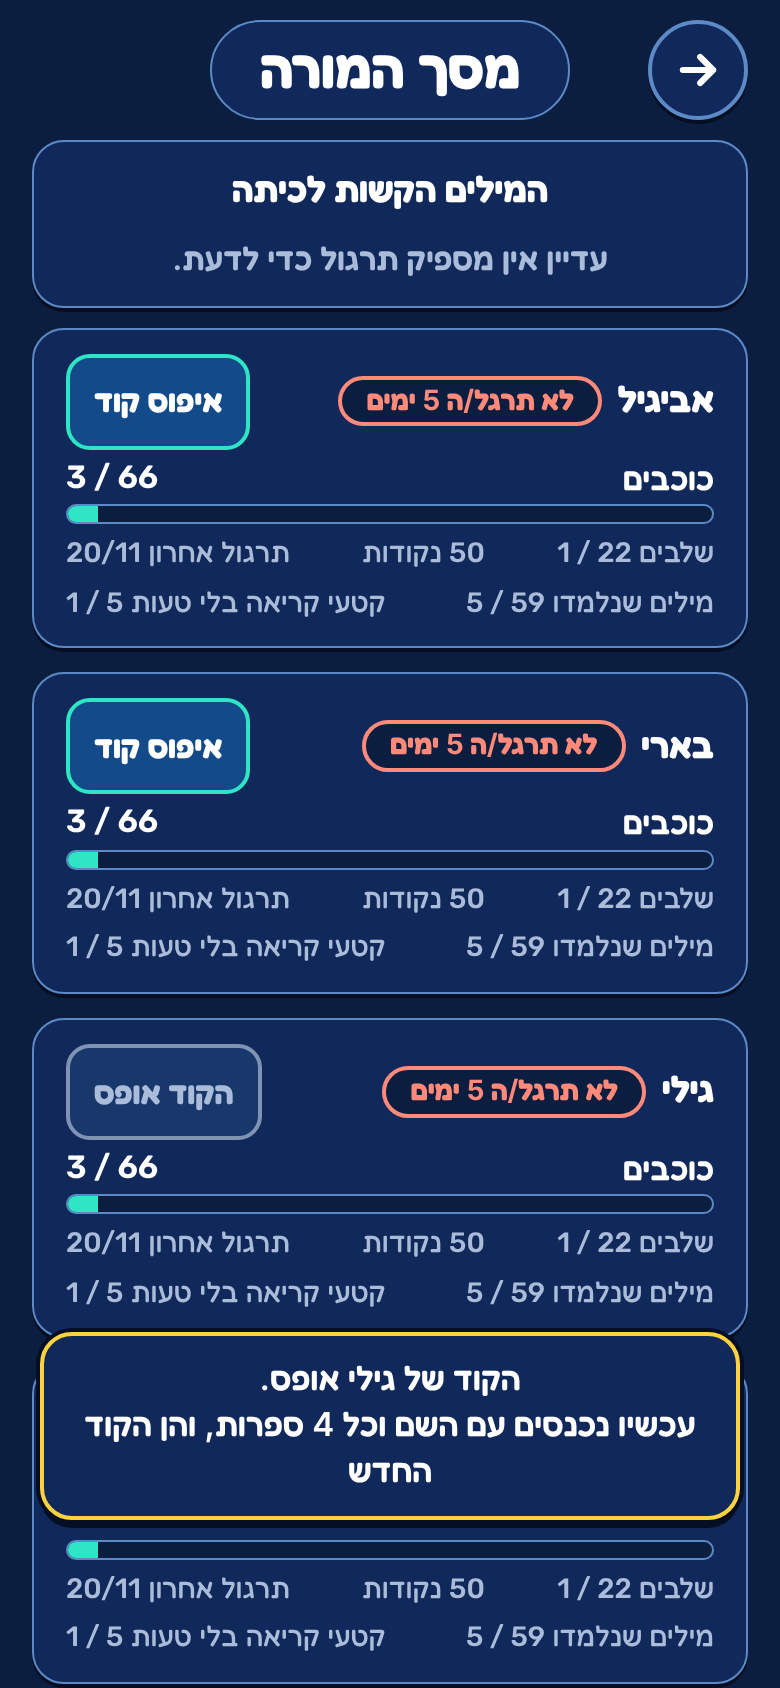 מסך המורה
המילים הקשות לכיתה
עדיין אין מספיק תרגול כדי לדעת.
אביגיל לא תרגל/ה 5 ימים איפוס קוד
כוכבים 3 / 66
שלבים 1 / 22 50 נקודות תרגול אחרון 20/11
מילים שנלמדו 5 / 59 קטעי קריאה בלי טעות 1 / 5
בארי לא תרגל/ה 5 ימים איפוס קוד
כוכבים 3 / 66
שלבים 1 / 22 50 נקודות תרגול אחרון 20/11
מילים שנלמדו 5 / 59 קטעי קריאה בלי טעות 1 / 5
גילי לא תרגל/ה 5 ימים הקוד אופס
כוכבים 3 / 66
שלבים 1 / 22 50 נקודות תרגול אחרון 20/11
מילים שנלמדו 5 / 59 קטעי קריאה בלי טעות 1 / 5
הקוד של גילי אופס.
עכשיו נכנסים עם השם וכל 4 ספרות, והן הקוד
החדש
שלבים 1 / 22 50 נקודות תרגול אחרון 20/11
מילים שנלמדו 5 / 59 קטעי קריאה בלי טעות 1 / 5